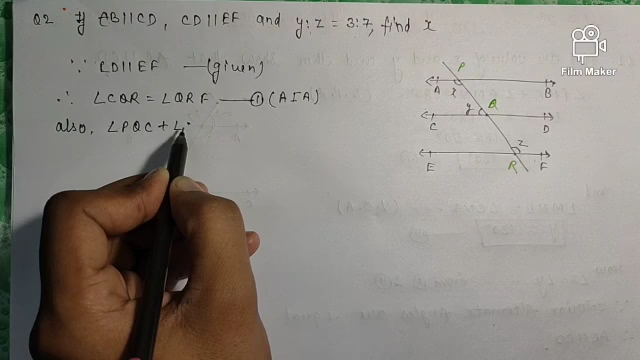 Q2 If AB||CD, CD||EF and y:z = 3:7, find x
∵ CD||EF —(given)
∴ ∠CQR = ∠QRF —① (AIA)
also, ∠PQC + ∠
P
A
B
x
Q
y
C
D
z
E
R
F
Film Maker